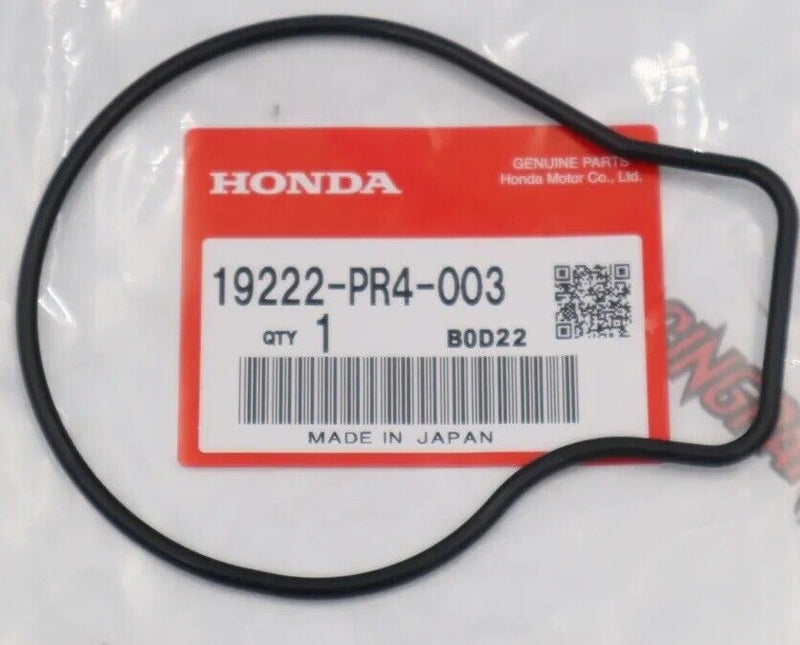 GENUINE PARTS
HONDA Honda Motor Co., Ltd.
19222-PR4-003
QTY 1 B0D22
MADE IN JAPAN